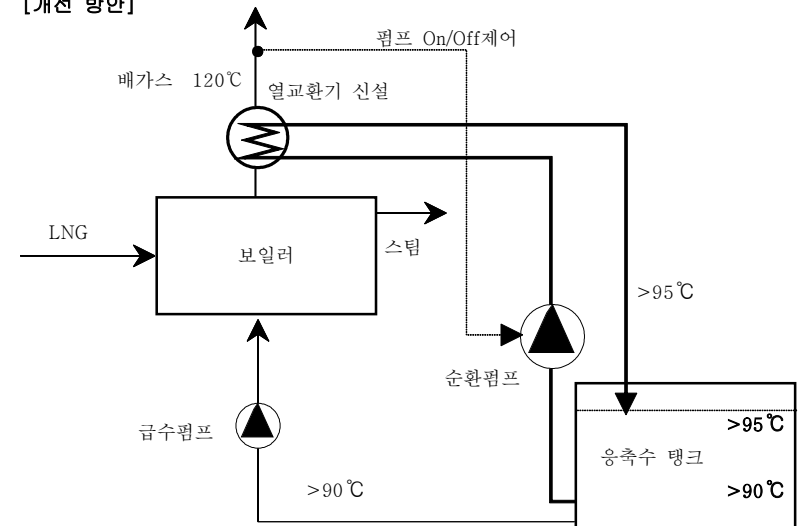 [개선 방안]
펌프 On/Off제어
배가스 120℃
열교환기 신설
LNG
보일러
스팀
>95℃
순환펌프
급수펌프
>95℃
응축수 탱크
>90℃
>90℃